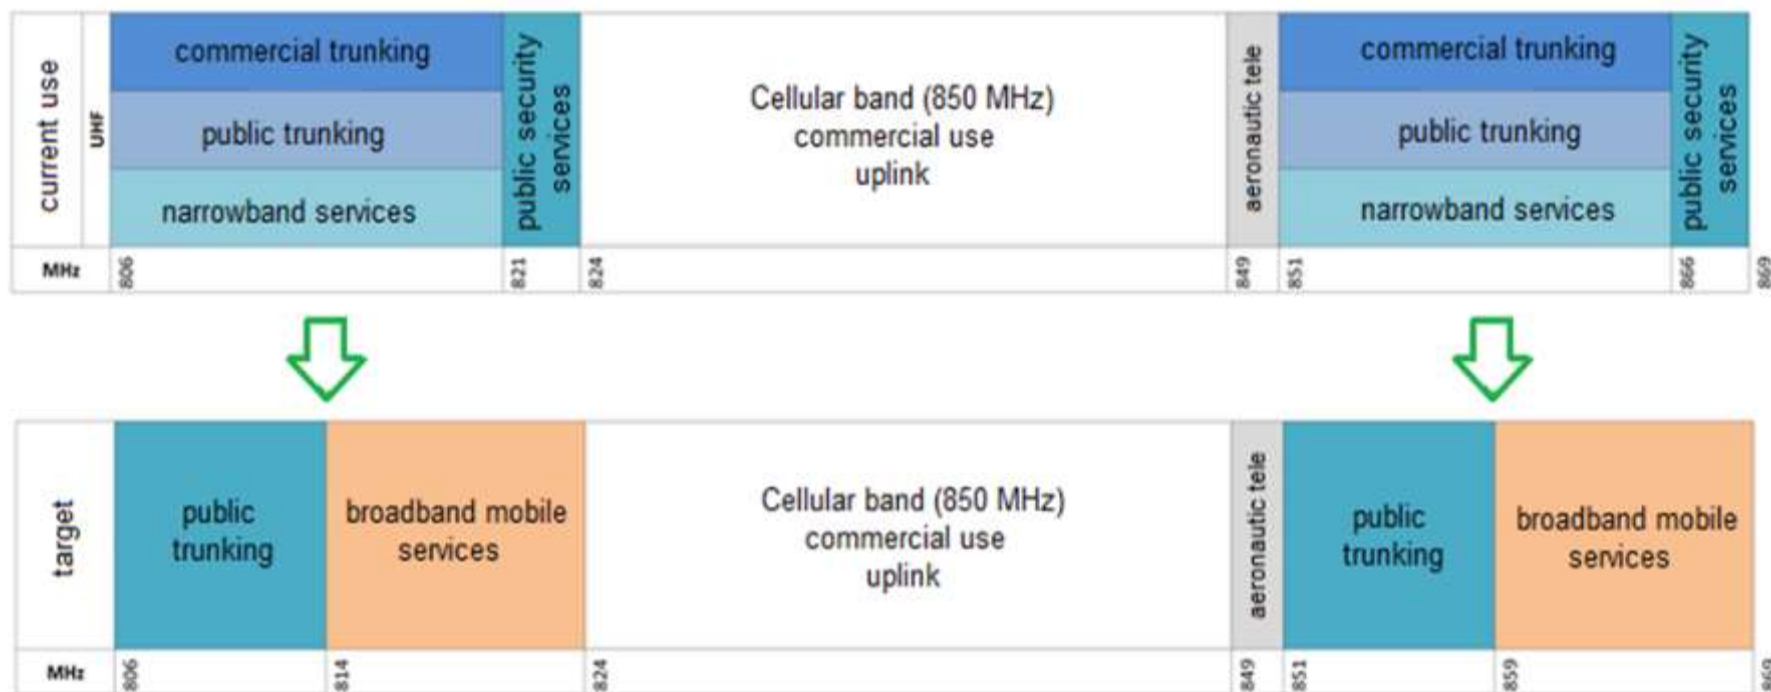 current use
UHF
commercial trunking
public trunking
narrowband services
public security
services
Cellular band (850 MHz)
commercial use
uplink
aeronautic tele
commercial trunking
public trunking
narrowband services
public security
services
MHz
806
821
824
849
851
866
869
target
public
trunking
broadband mobile
services
Cellular band (850 MHz)
commercial use
uplink
aeronautic tele
public
trunking
broadband mobile
services
MHz
806
814
824
849
851
859
869